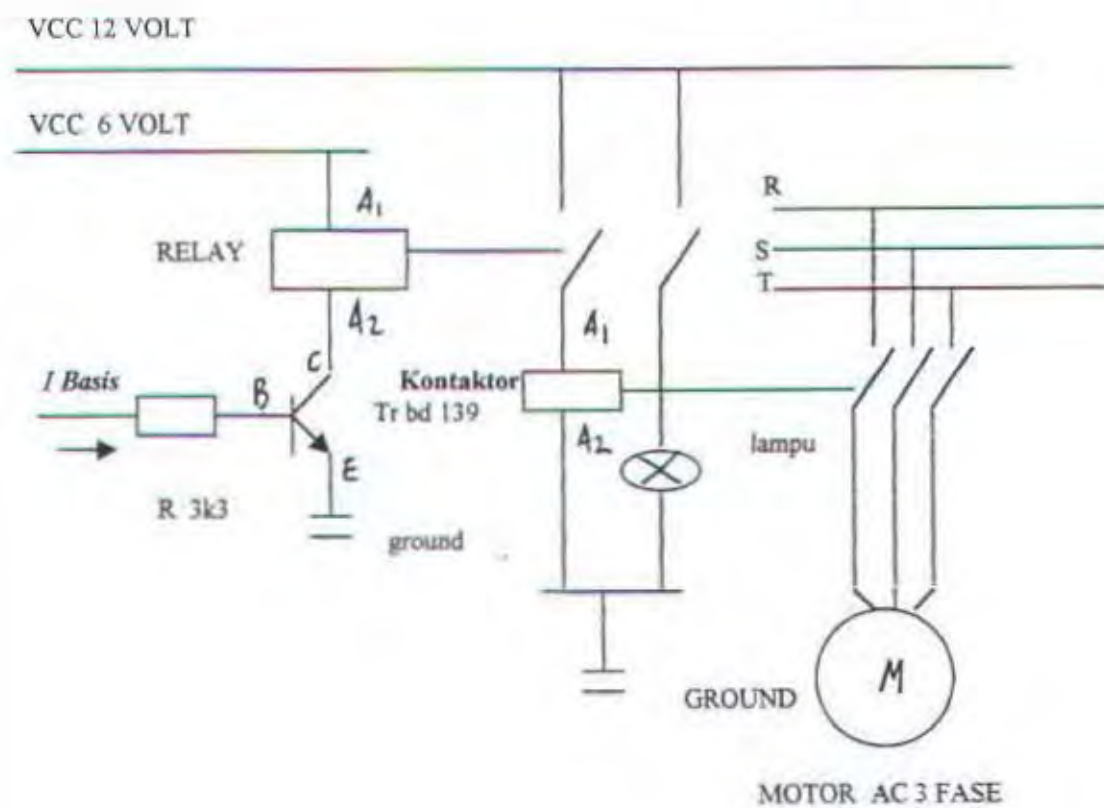 VCC 12 VOLT
VCC 6 VOLT
A1
RELAY
A2
R
S
T
I Basis
B
C
E
R 3k3
ground
A1
Kontaktor
Tr bd 139
A2
lampu
GROUND
M
MOTOR AC 3 FASE